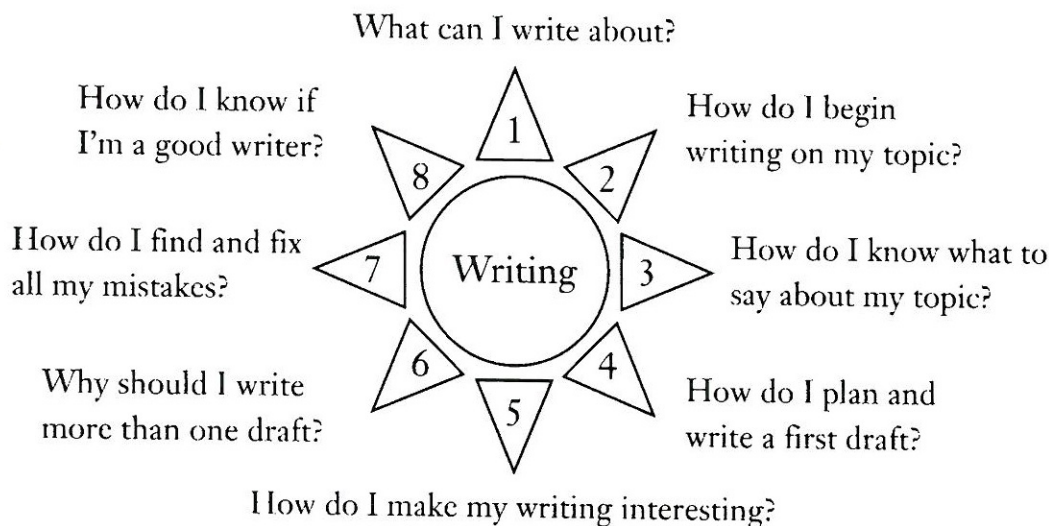 What can I write about?
1
How do I begin
writing on my topic?
2
How do I know what to
say about my topic?
3
How do I plan and
write a first draft?
4
How do I make my writing interesting?
5
Why should I write
more than one draft?
6
How do I find and fix
all my mistakes?
7
How do I know if
I'm a good writer?
8
Writing